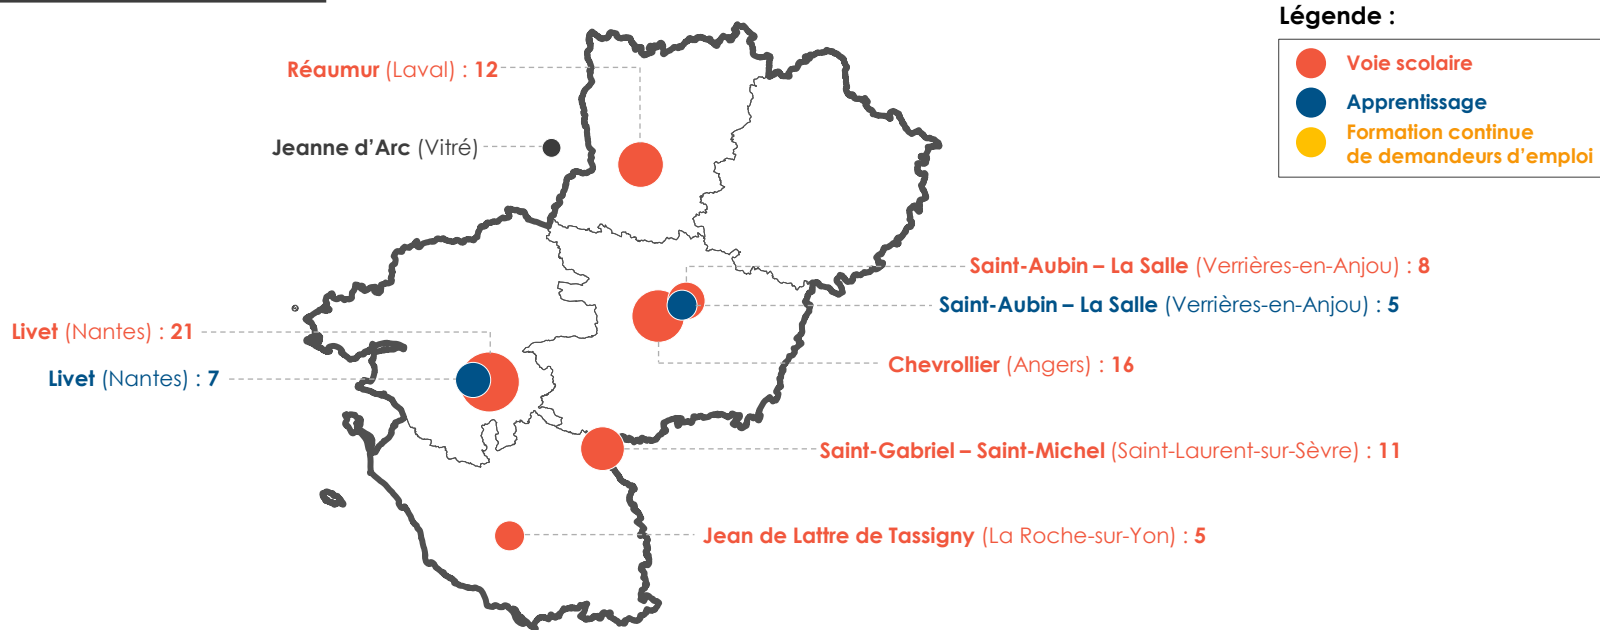 Légende :
Voie scolaire
Apprentissage
Formation continue
de demandeurs d’emploi
Réaumur (Laval) : 12
Jeanne d’Arc (Vitré)
Saint-Aubin – La Salle (Verrières-en-Anjou) : 8
Saint-Aubin – La Salle (Verrières-en-Anjou) : 5
Livet (Nantes) : 21
Chevrollier (Angers) : 16
Livet (Nantes) : 7
Saint-Gabriel – Saint-Michel (Saint-Laurent-sur-Sèvre) : 11
Jean de Lattre de Tassigny (La Roche-sur-Yon) : 5